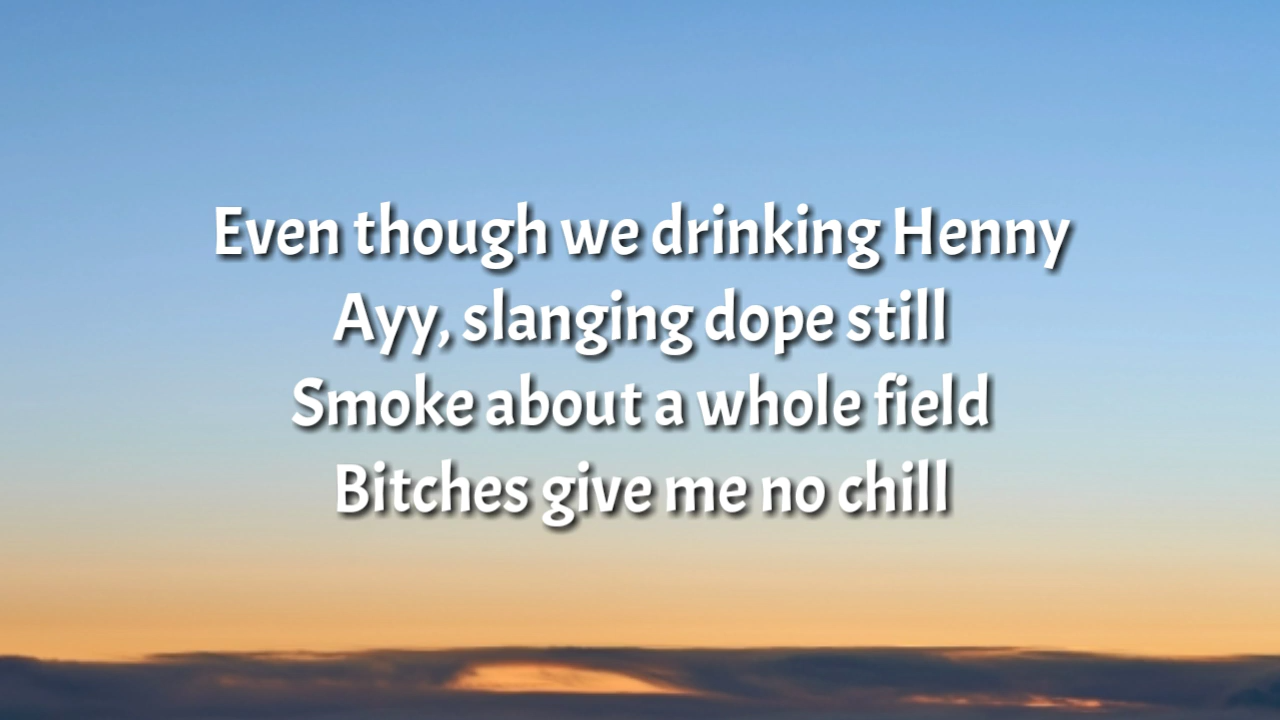 Even though we drinking Henny
Ayy, slanging dope still
Smoke about a whole field
Bitches give me no chill